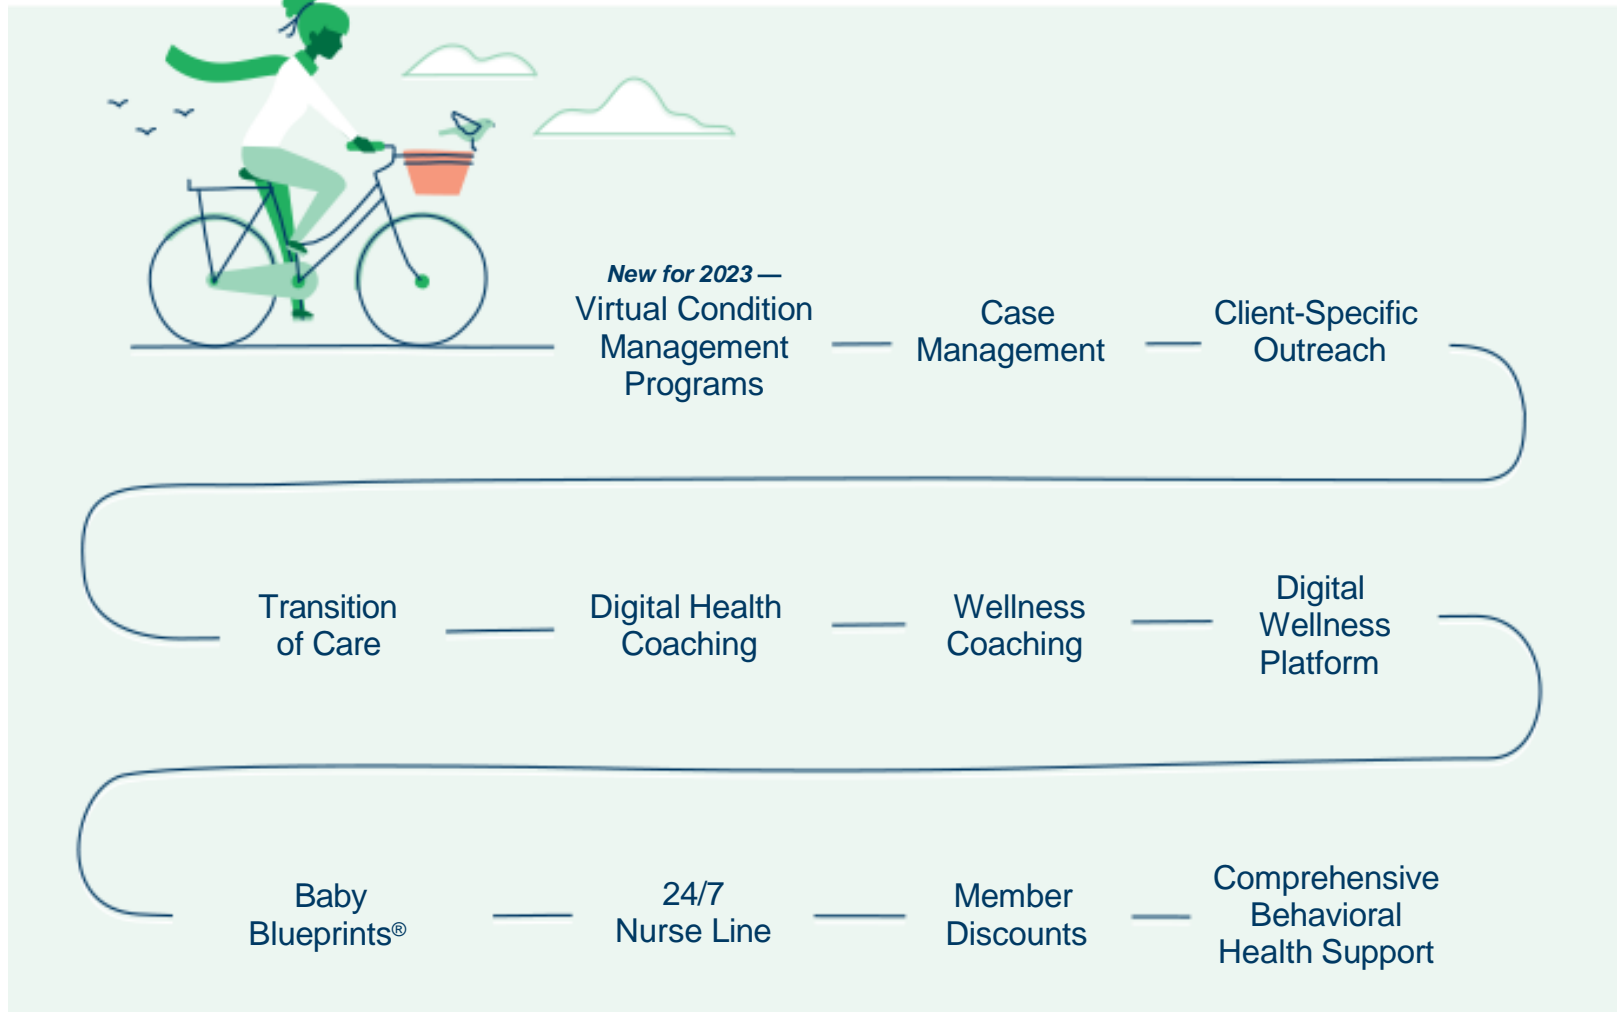 New for 2023 —
Virtual Condition
Management
Programs
Case
Management
Client-Specific
Outreach
Transition
of Care
Digital Health
Coaching
Wellness
Coaching
Digital
Wellness
Platform
Baby
Blueprints®
24/7
Nurse Line
Member
Discounts
Comprehensive
Behavioral
Health Support